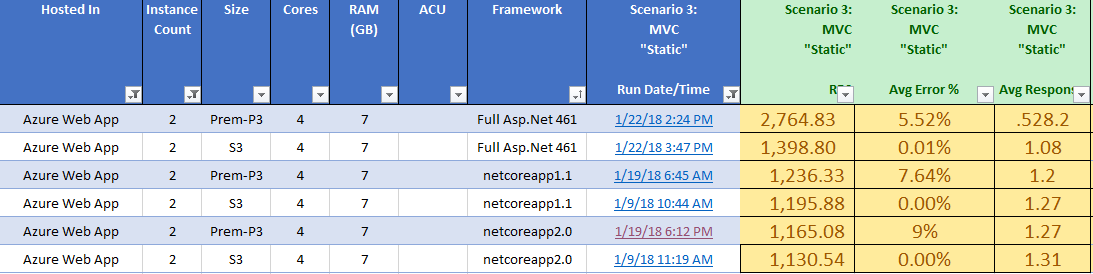 Hosted In Instance Count Size Cores RAM (GB) ACU Framework Scenario 3: MVC "Static" Run Date/Time Scenario 3: MVC "Static" Scenario 3: MVC "Static" Avg Error % Scenario 3: MVC "Static" Avg Respons
Azure Web App 2 Prem-P3 4 7 Full Asp.Net 461 1/22/18 2:24 PM 2,764.83 5.52% .528.2
Azure Web App 2 S3 4 7 Full Asp.Net 461 1/22/18 3:47 PM 1,398.80 0.01% 1.08
Azure Web App 2 Prem-P3 4 7 netcoreapp1.1 1/19/18 6:45 AM 1,236.33 7.64% 1.2
Azure Web App 2 S3 4 7 netcoreapp1.1 1/9/18 10:44 AM 1,195.88 0.00% 1.27
Azure Web App 2 Prem-P3 4 7 netcoreapp2.0 1/19/18 6:12 PM 1,165.08 9% 1.27
Azure Web App 2 S3 4 7 netcoreapp2.0 1/9/18 11:19 AM 1,130.54 0.00% 1.31